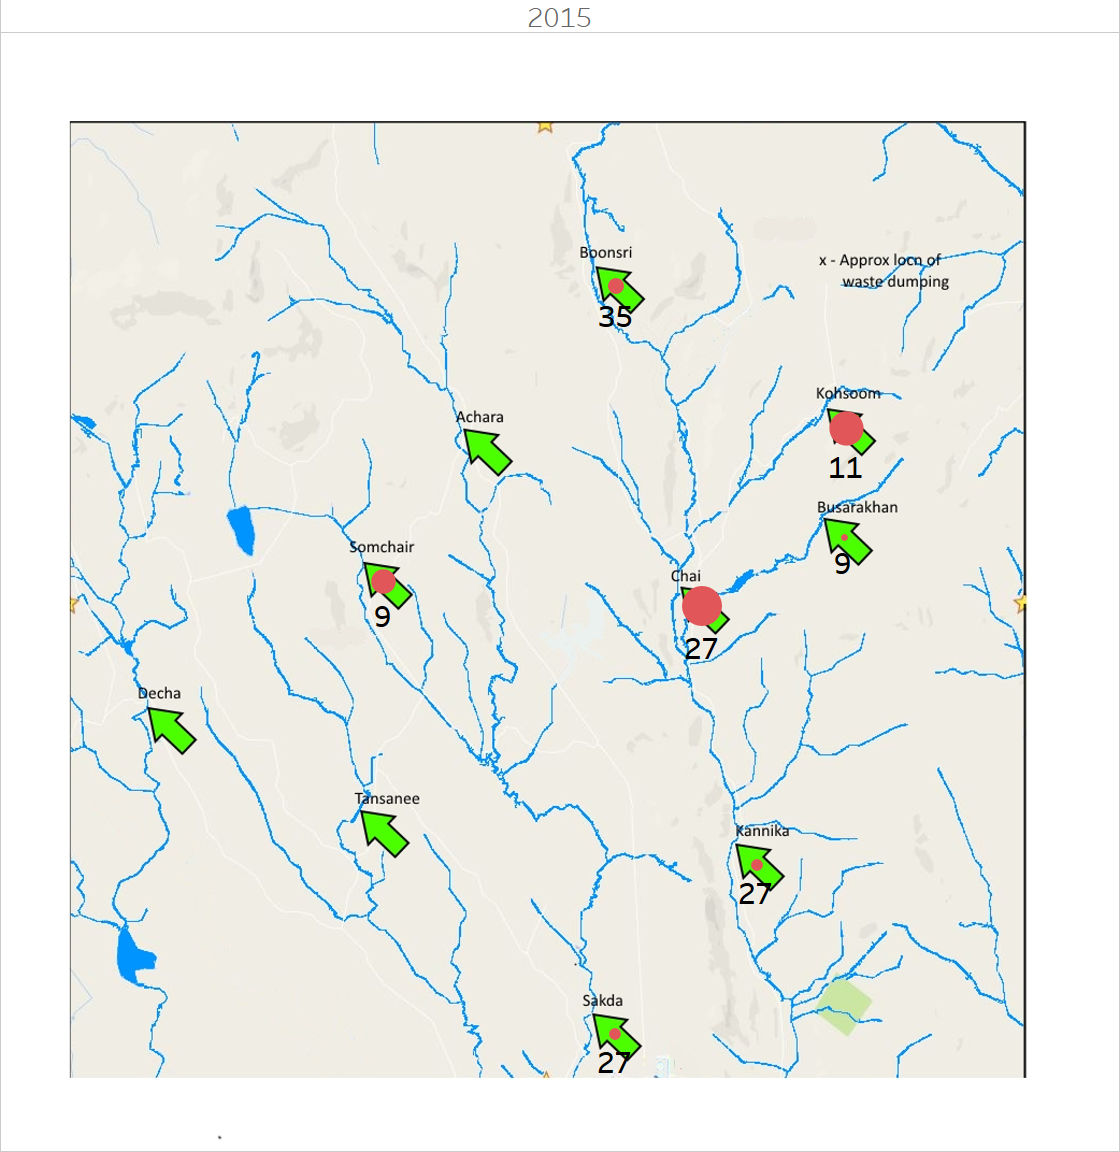 2015
Boonsri
x - Approx locn of
waste dumping
35
Kohsoom
Achara
11
Busarakhan
Somchair
9
Chai
9
27
Decha
Tansanee
Kannika
27
Sakda
27